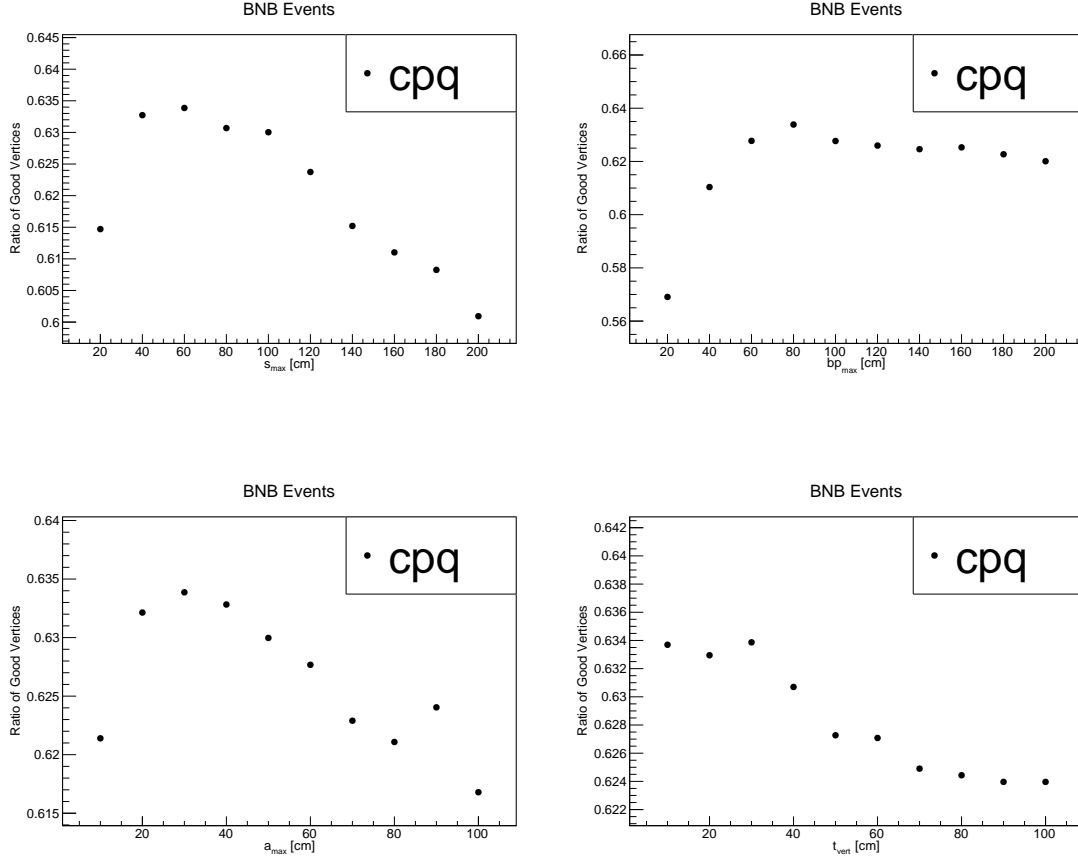 BNB Events
Ratio of Good Vertices
0.645
0.64
0.635
0.63
0.625
0.62
0.615
0.61
0.605
0.6
cpq
20 40 60 80 100 120 140 160 180 200
s_max [cm]
BNB Events
Ratio of Good Vertices
0.66
0.64
0.62
0.6
0.58
0.56
cpq
20 40 60 80 100 120 140 160 180 200
bp_max [cm]
BNB Events
Ratio of Good Vertices
0.64
0.635
0.63
0.625
0.62
0.615
cpq
20 40 60 80 100
a_max [cm]
BNB Events
Ratio of Good Vertices
0.642
0.64
0.638
0.636
0.634
0.632
0.63
0.628
0.626
0.624
0.622
cpq
20 40 60 80 100
t_vert [cm]